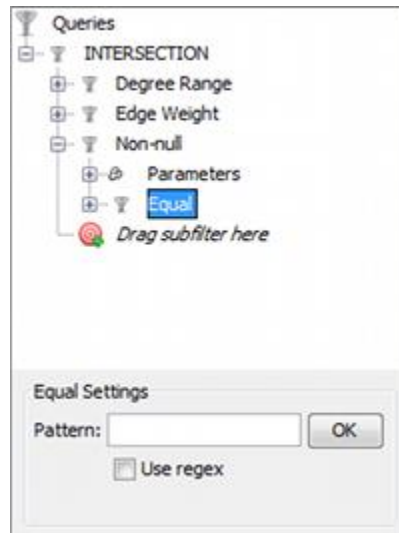 Queries
INTERSECTION
Degree Range
Edge Weight
Non-null
Parameters
Equal
Drag subfilter here
Equal Settings
Pattern: OK
Use regex